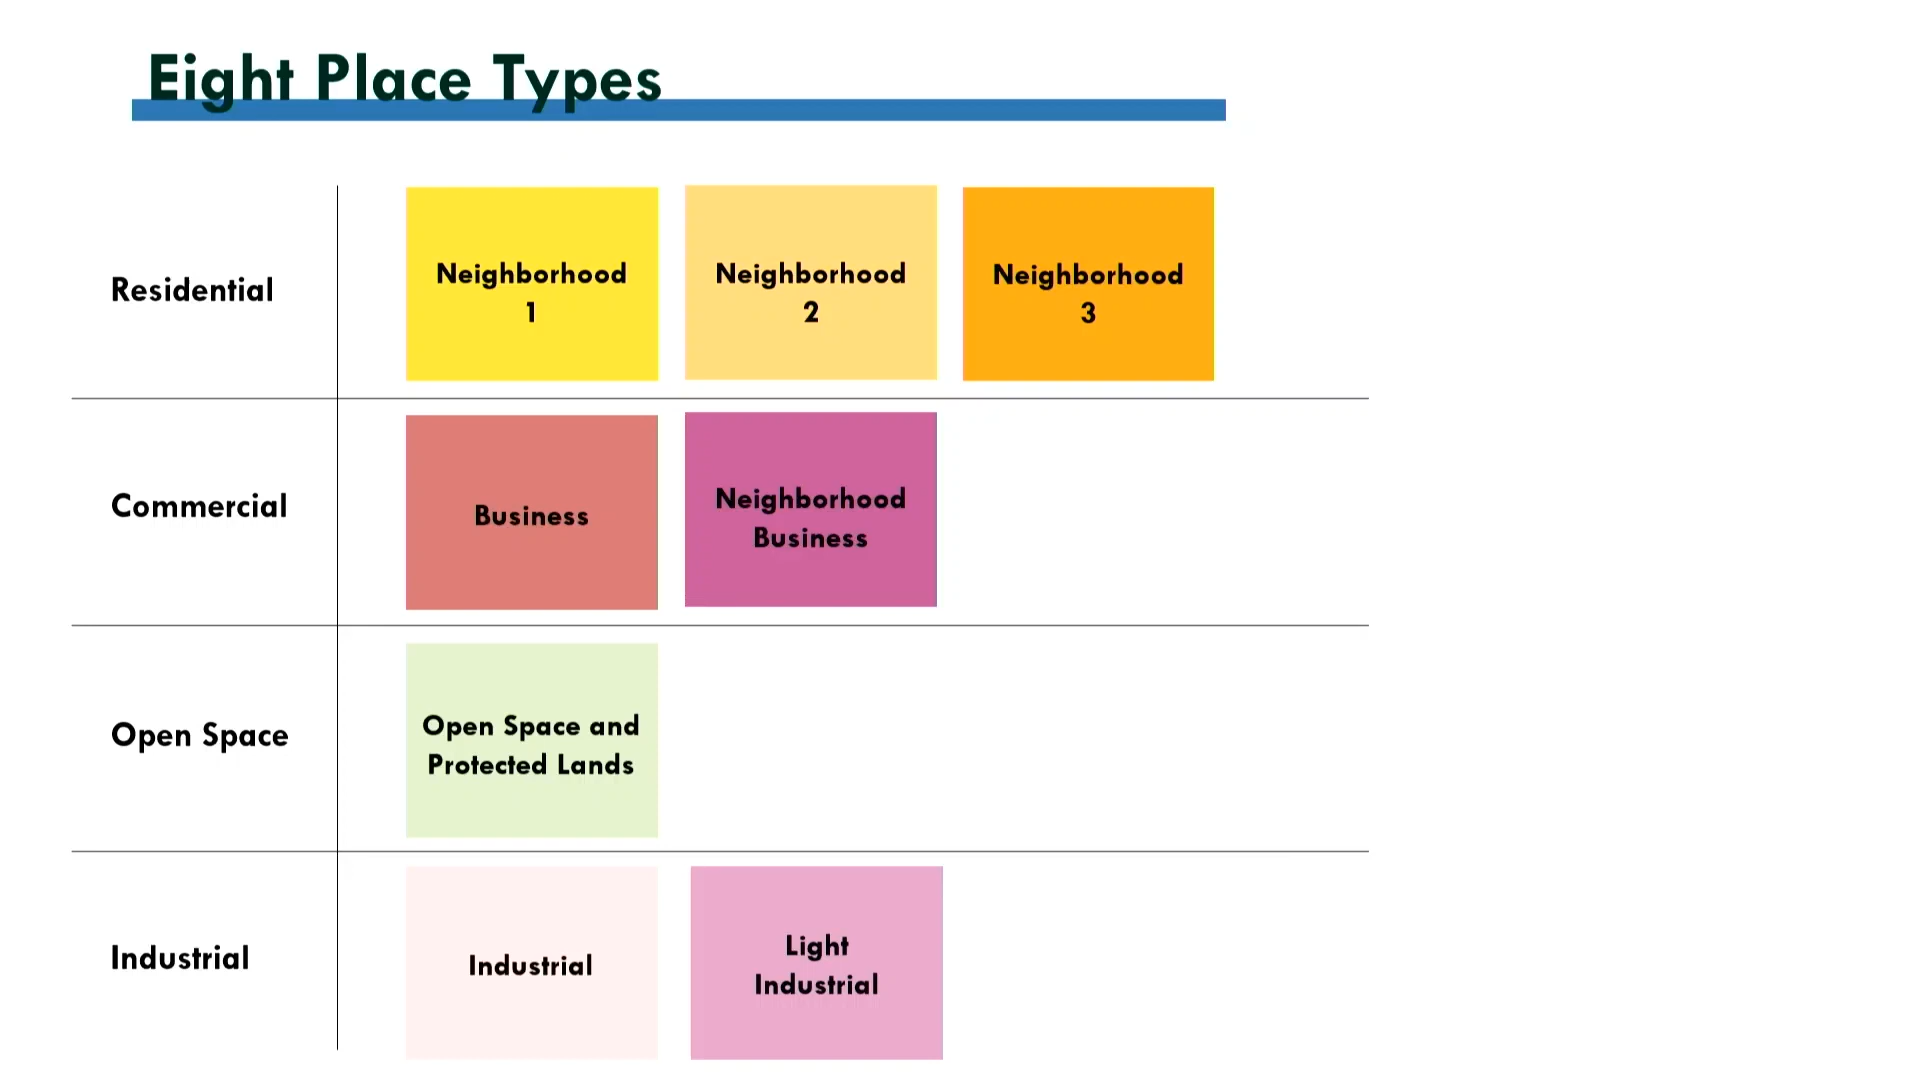 Eight Place Types
Residential
Neighborhood
1
Neighborhood
2
Neighborhood
3
Commercial
Business
Neighborhood
Business
Open Space
Open Space and
Protected Lands
Industrial
Industrial
Light
Industrial